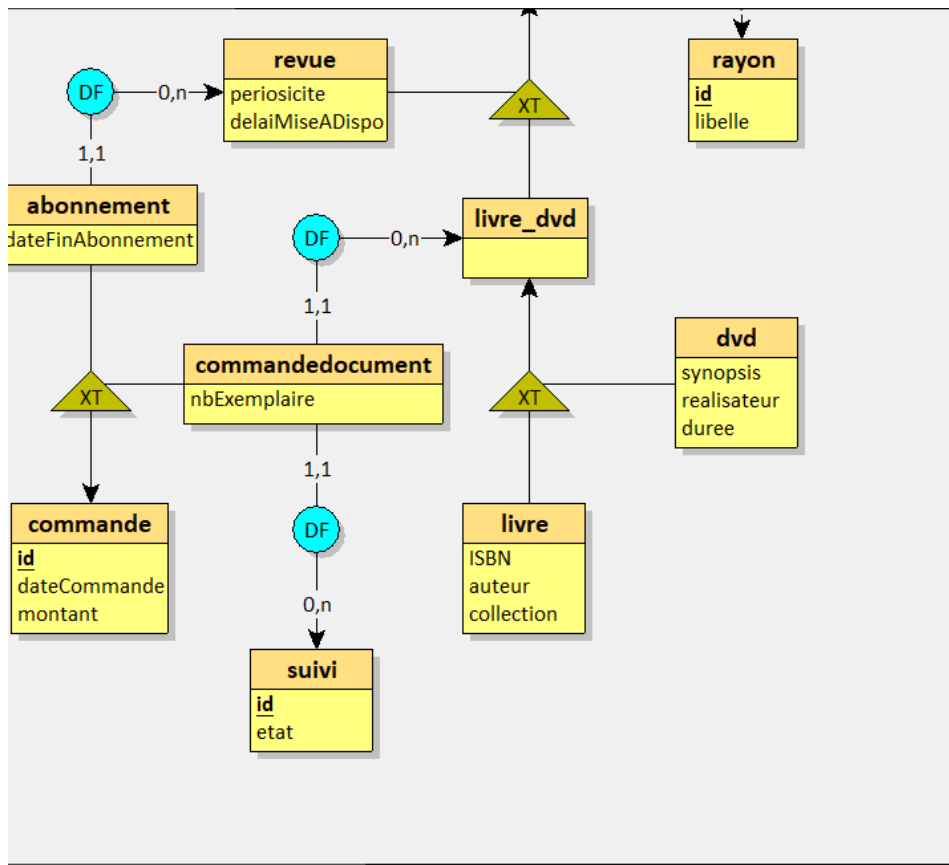 revue
periosicite
delaiMiseADispo
rayon
id
libelle
DF
0,n
XT
1,1
abonnement
dateFinAbonnement
livre_dvd
DF
0,n
1,1
commandedocument
nbExemplaire
dvd
synopsis
realisateur
duree
XT
XT
1,1
commande
id
dateCommande
montant
DF
livre
ISBN
auteur
collection
0,n
suivi
id
etat